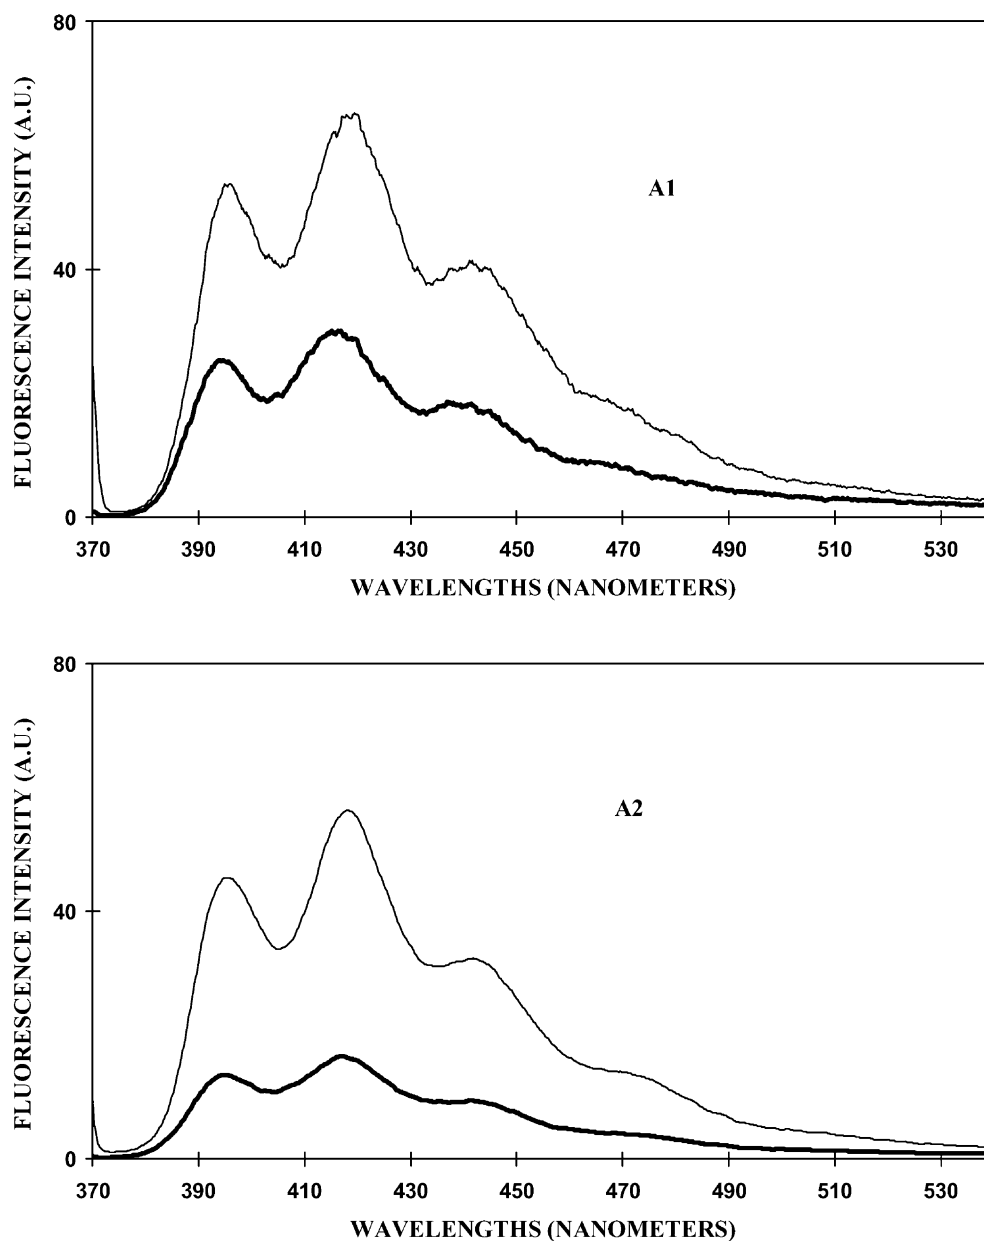 80
FLUORESCENCE INTENSITY (A.U.)
A1
40
0
370 390 410 430 450 470 490 510 530
WAVELENGTHS (NANOMETERS)
80
FLUORESCENCE INTENSITY (A.U.)
A2
40
0
370 390 410 430 450 470 490 510 530
WAVELENGTHS (NANOMETERS)